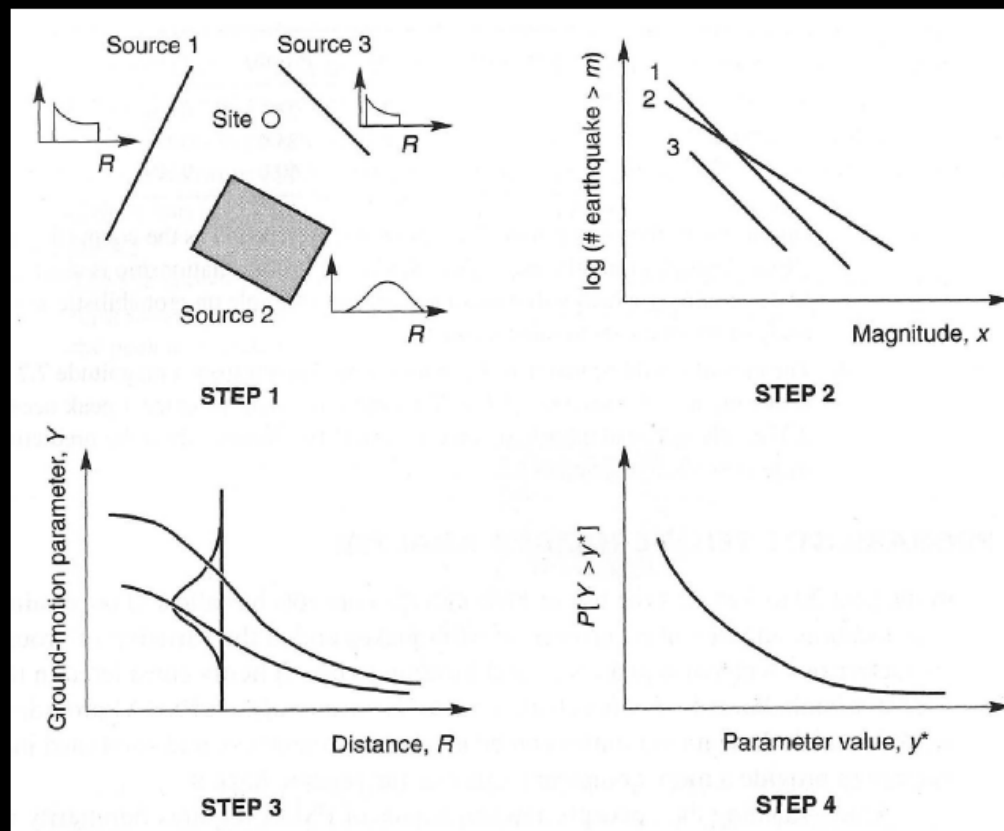 Source 1
Source 3
Site
R
R
Source 2
R
STEP 1
log (# earthquake > m)
1
2
3
Magnitude, x
STEP 2
Ground-motion parameter, Y
Distance, R
STEP 3
P[Y > y*]
Parameter value, y*
STEP 4